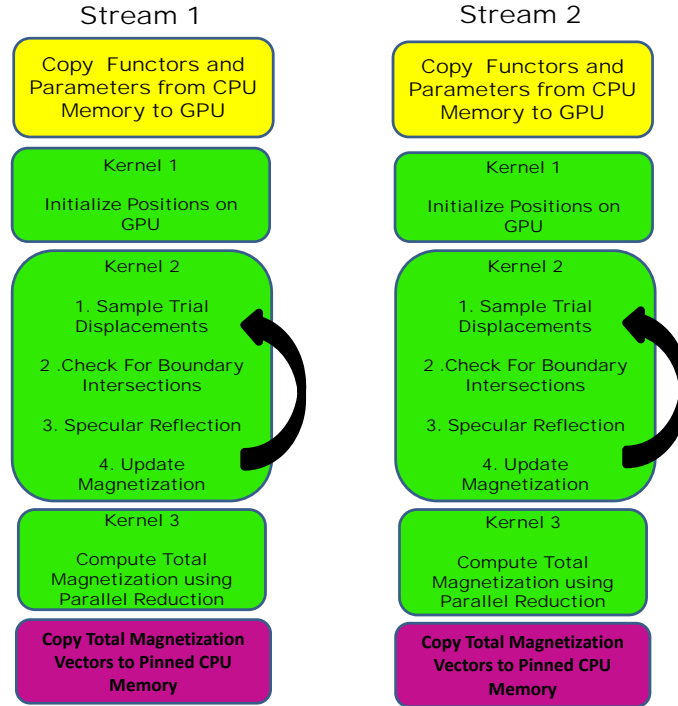 Stream 1
Copy Functors and
Parameters from CPU
Memory to GPU
Kernel 1
Initialize Positions on
GPU
Kernel 2
1. Sample Trial
Displacements
2 .Check For Boundary
Intersections
3. Specular Reflection
4. Update
Magnetization
Kernel 3
Compute Total
Magnetization using
Parallel Reduction
Copy Total Magnetization
Vectors to Pinned CPU
Memory
Stream 2
Copy Functors and
Parameters from CPU
Memory to GPU
Kernel 1
Initialize Positions on
GPU
Kernel 2
1. Sample Trial
Displacements
2 .Check For Boundary
Intersections
3. Specular Reflection
4. Update
Magnetization
Kernel 3
Compute Total
Magnetization using
Parallel Reduction
Copy Total Magnetization
Vectors to Pinned CPU
Memory